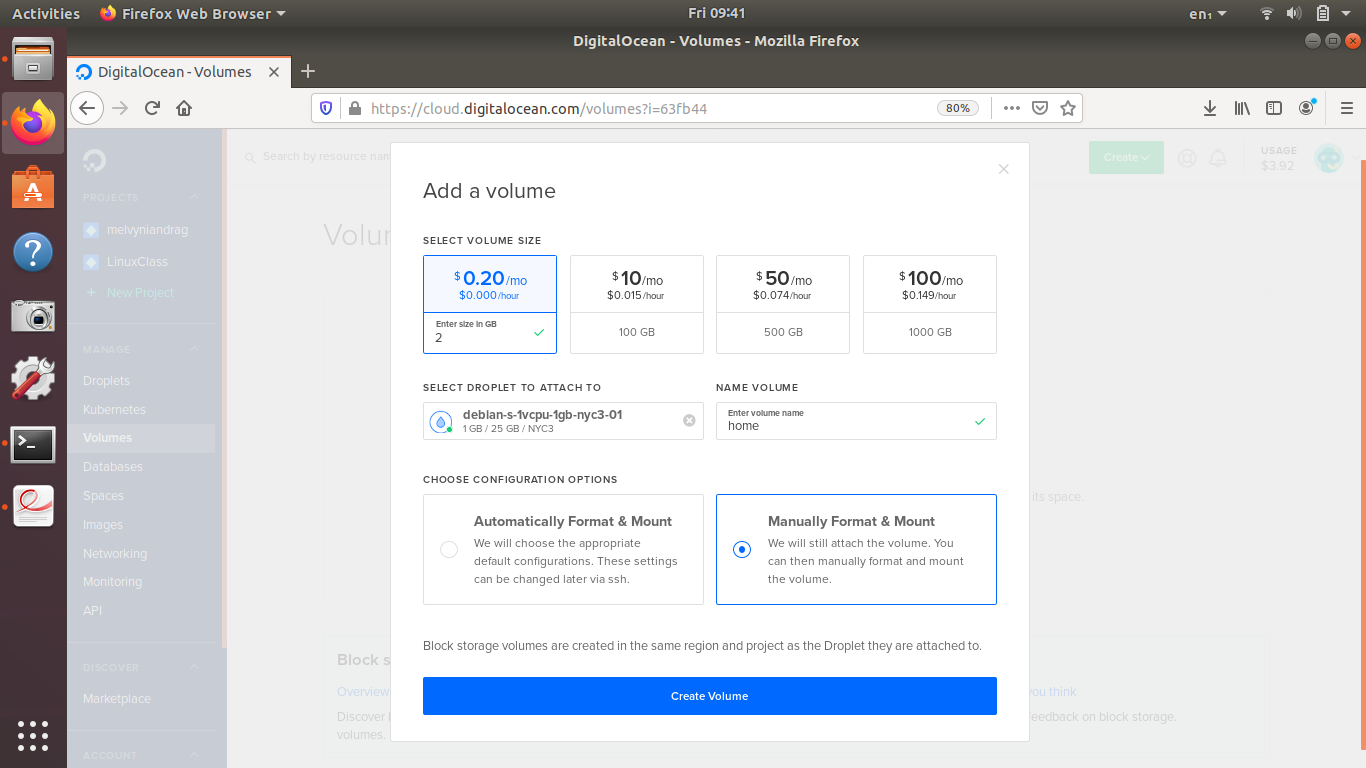 Activities
Firefox Web Browser
Fri 09:41
en₁
DigitalOcean - Volumes - Mozilla Firefox
DigitalOcean - Volumes
https://cloud.digitalocean.com/volumes?i=63fb44
80%
Search by resource nam
Create
USAGE
$3.92
PROJECTS
melvyniandrag
LinuxClass
+ New Project
MANAGE
Droplets
Kubernetes
Volumes
Databases
Spaces
Images
Networking
Monitoring
API
DISCOVER
Marketplace
ACCOUNT
Volu
Add a volume
SELECT VOLUME SIZE
$0.20/mo
$0.000/hour
Enter size in GB
2
$10/mo
$0.015/hour
100 GB
$50/mo
$0.074/hour
500 GB
$100/mo
$0.149/hour
1000 GB
SELECT DROPLET TO ATTACH TO
debian-s-1vcpu-1gb-nyc3-01
1 GB / 25 GB / NYC3
NAME VOLUME
Enter volume name
home
CHOOSE CONFIGURATION OPTIONS
Automatically Format & Mount
We will choose the appropriate
default configurations. These settings
can be changed later via ssh.
Manually Format & Mount
We will still attach the volume. You
can then manually format and mount
the volume.
its space.
Block storage volumes are created in the same region and project as the Droplet they are attached to.
Create Volume
Block s
Overview
you think
Discover
feedback on block storage.
volumes.